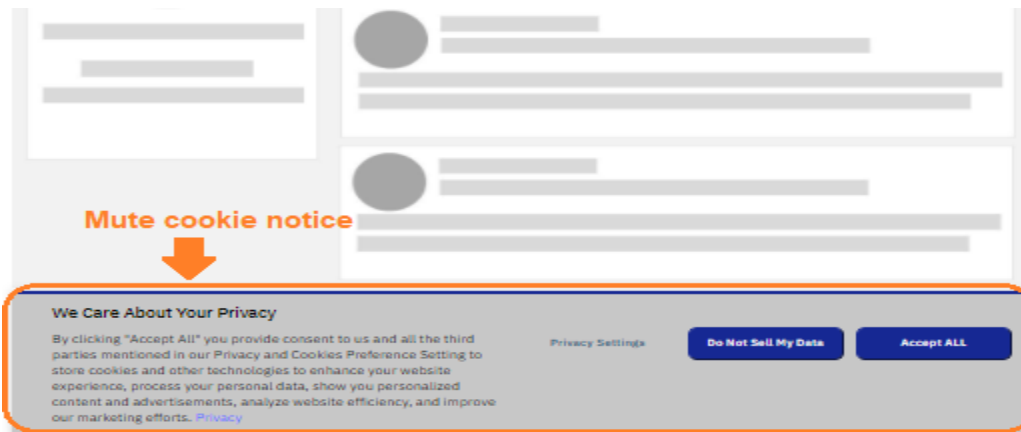 Mute cookie notice
We Care About Your Privacy
By clicking "Accept All" you provide consent to us and all the third
parties mentioned in our Privacy and Cookies Preference Setting to
store cookies and other technologies to enhance your website
experience, process your personal data, show you personalized
content and advertisements, analyze website efficiency, and improve
our marketing efforts. Privacy
Privacy Settings
Do Not Sell My Data
Accept ALL